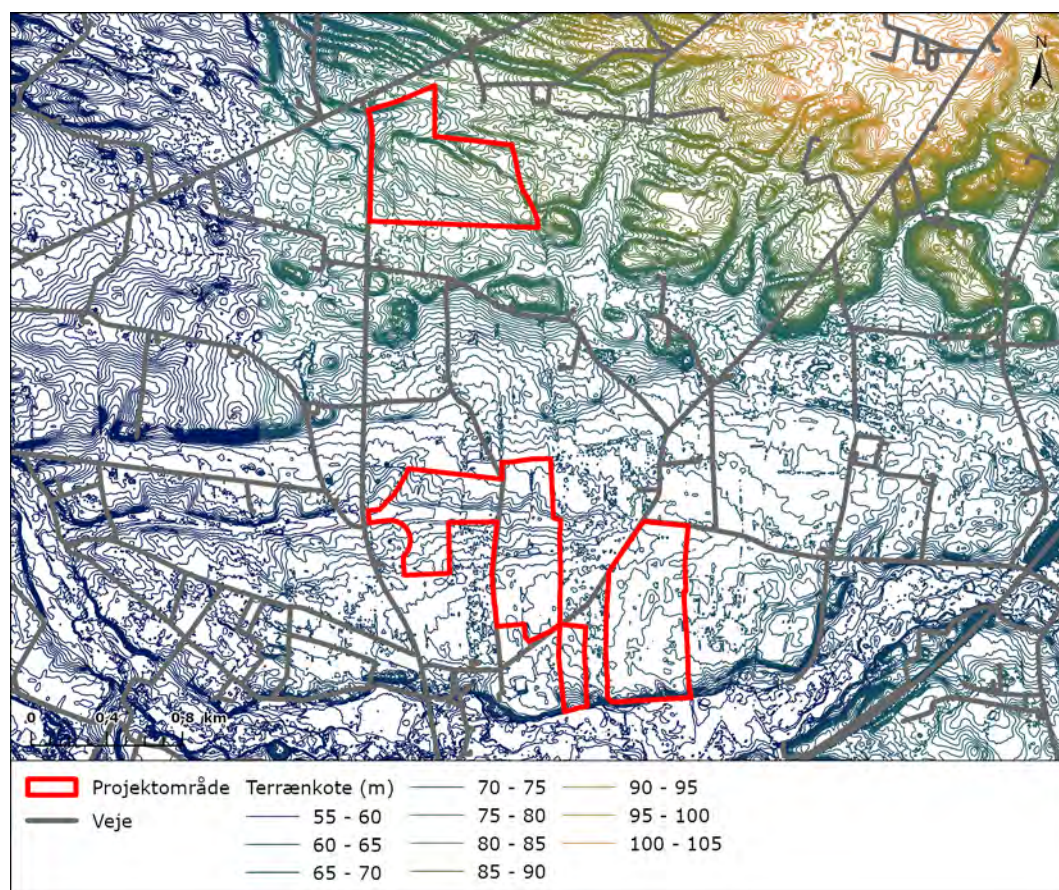 N
0 0,4 0,8 km
Projektområde
Veje
Terrænkote (m)
55 - 60
60 - 65
65 - 70
70 - 75
75 - 80
80 - 85
85 - 90
90 - 95
95 - 100
100 - 105